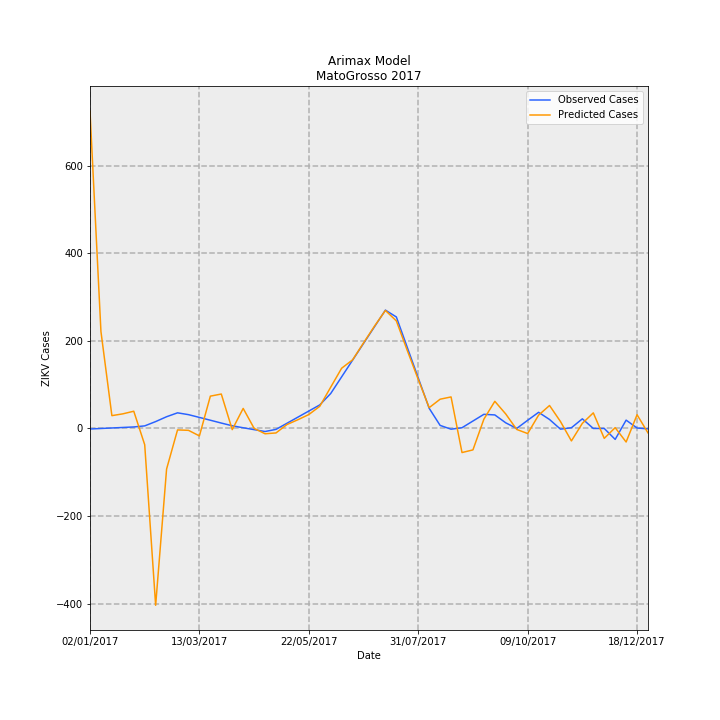 Arimax Model
MatoGrosso 2017
Observed Cases
Predicted Cases
ZIKV Cases
600
400
200
0
−200
−400
02/01/2017
13/03/2017
22/05/2017
31/07/2017
09/10/2017
18/12/2017
Date